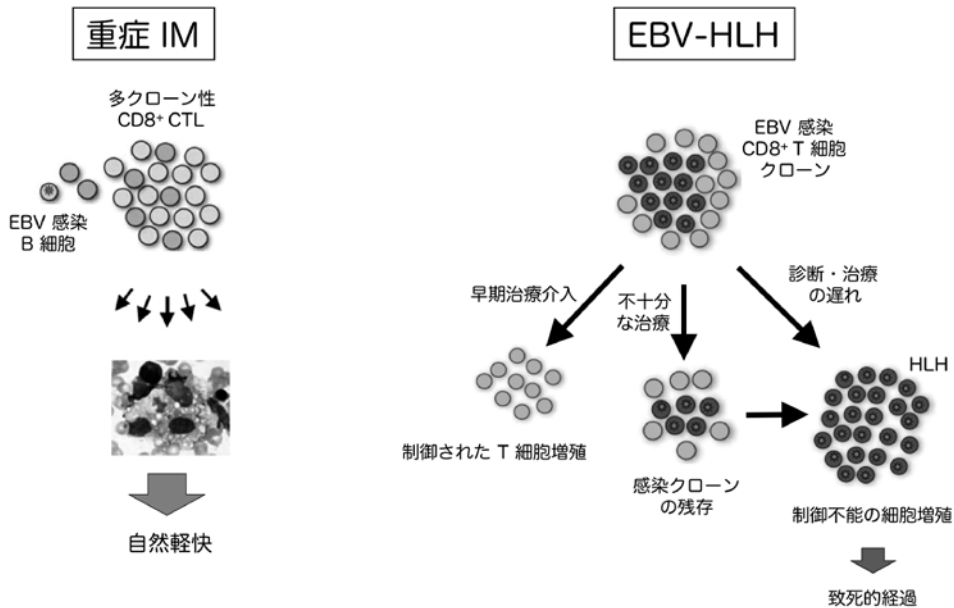 重症 IM
多クローン性
CD8+ CTL
EBV 感染
B 細胞
自然軽快
EBV-HLH
EBV 感染
CD8+ T 細胞
クローン
早期治療介入
不十分
な治療
診断・治療
の遅れ
HLH
制御された T 細胞増殖
感染クローン
の残存
制御不能の細胞増殖
致死的経過